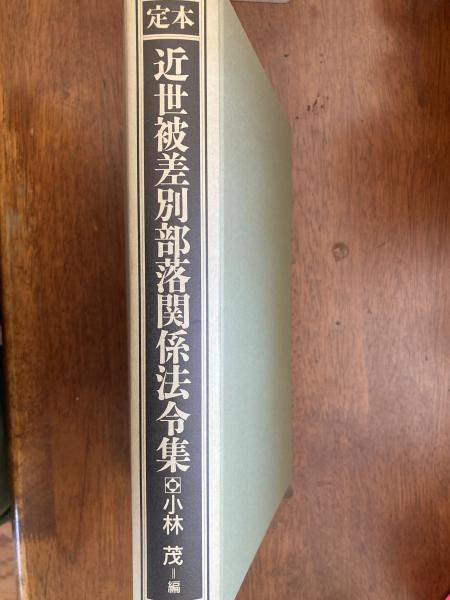 定本
近世被差別部落関係法令集
小林 茂=編